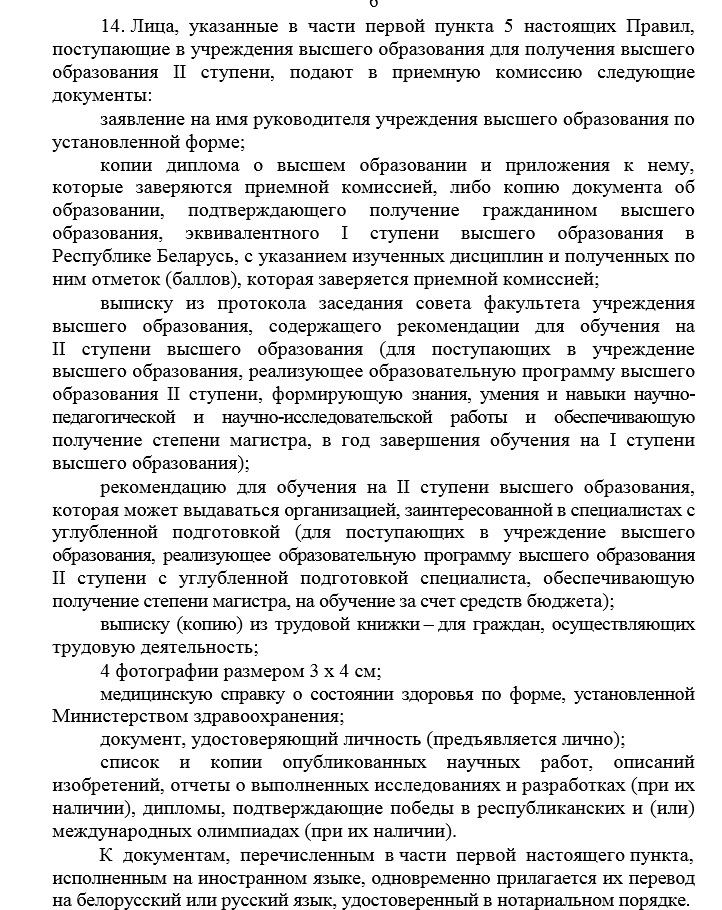 6
14. Лица, указанные в части первой пункта 5 настоящих Правил,
поступающие в учреждения высшего образования для получения высшего
образования II ступени, подают в приемную комиссию следующие
документы:
заявление на имя руководителя учреждения высшего образования по
установленной форме;
копии диплома о высшем образовании и приложения к нему,
которые заверяются приемной комиссией, либо копию документа об
образовании, подтверждающего получение гражданином высшего
образования, эквивалентного I ступени высшего образования в
Республике Беларусь, с указанием изученных дисциплин и полученных по
ним отметок (баллов), которая заверяется приемной комиссией;
выписку из протокола заседания совета факультета учреждения
высшего образования, содержащего рекомендации для обучения на
II ступени высшего образования (для поступающих в учреждение
высшего образования, реализующее образовательную программу высшего
образования II ступени, формирующую знания, умения и навыки научно-
педагогической и научно-исследовательской работы и обеспечивающую
получение степени магистра, в год завершения обучения на I ступени
высшего образования);
рекомендацию для обучения на II ступени высшего образования,
которая может выдаваться организацией, заинтересованной в специалистах с
углубленной подготовкой (для поступающих в учреждение высшего
образования, реализующее образовательную программу высшего образования
II ступени с углубленной подготовкой специалиста, обеспечивающую
получение степени магистра, на обучение за счет средств бюджета);
выписку (копию) из трудовой книжки – для граждан, осуществляющих
трудовую деятельность;
4 фотографии размером 3 х 4 см;
медицинскую справку о состоянии здоровья по форме, установленной
Министерством здравоохранения;
документ, удостоверяющий личность (предъявляется лично);
список и копии опубликованных научных работ, описаний
изобретений, отчеты о выполненных исследованиях и разработках (при их
наличии), дипломы, подтверждающие победы в республиканских и (или)
международных олимпиадах (при их наличии).
К документам, перечисленным в части первой настоящего пункта,
исполненным на иностранном языке, одновременно прилагается их перевод
на белорусский или русский язык, удостоверенный в нотариальном порядке.